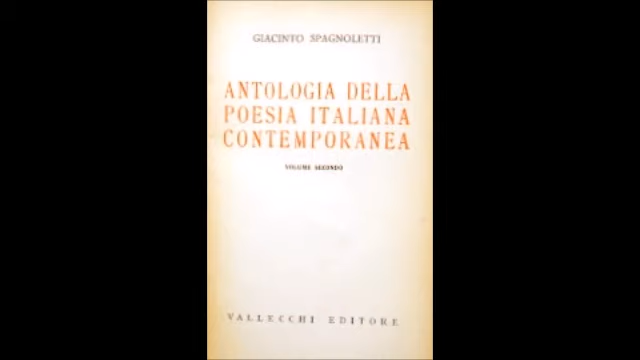 GIACINTO SPAGNOLETTI
ANTOLOGIA DELLA
POESIA ITALIANA
CONTEMPORANEA
VOLUME SECONDO
VALLECCHI EDITORE